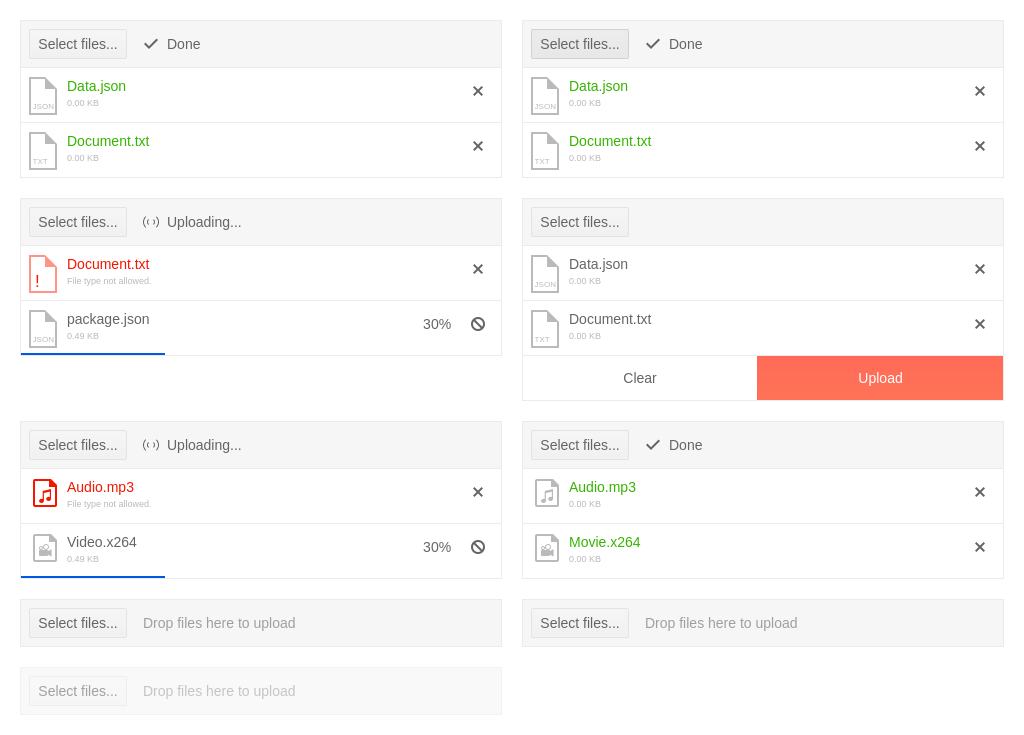 Select files... Done
Data.json
0.00 KB
JSON
Document.txt
0.00 KB
TXT
Select files... Done
Data.json
0.00 KB
JSON
Document.txt
0.00 KB
TXT
Select files... Uploading...
Document.txt
File type not allowed.
!
package.json
0.49 KB
JSON
30%
Select files...
Data.json
0.00 KB
JSON
Document.txt
0.00 KB
TXT
Clear Upload
Select files... Uploading...
Audio.mp3
File type not allowed.
Video.x264
0.49 KB
30%
Select files... Done
Audio.mp3
0.00 KB
Movie.x264
0.00 KB
Select files... Drop files here to upload
Select files... Drop files here to upload
Select files... Drop files here to upload